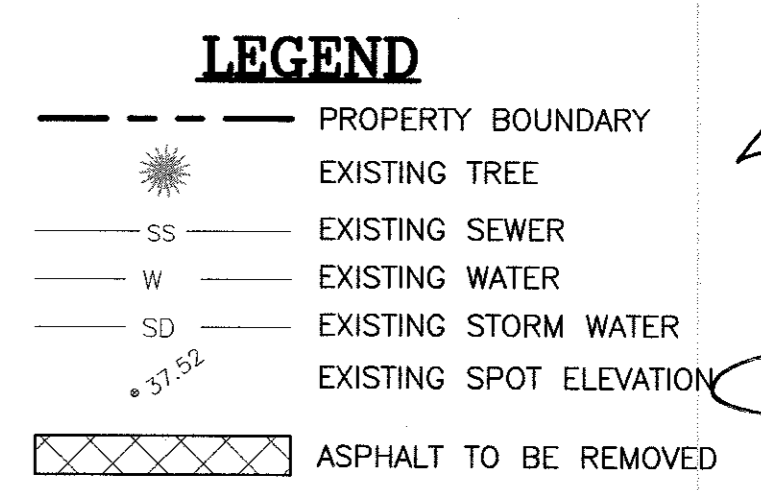 LEGEND
PROPERTY BOUNDARY
EXISTING TREE
SS EXISTING SEWER
W EXISTING WATER
SD EXISTING STORM WATER
37.52 EXISTING SPOT ELEVATION
ASPHALT TO BE REMOVED